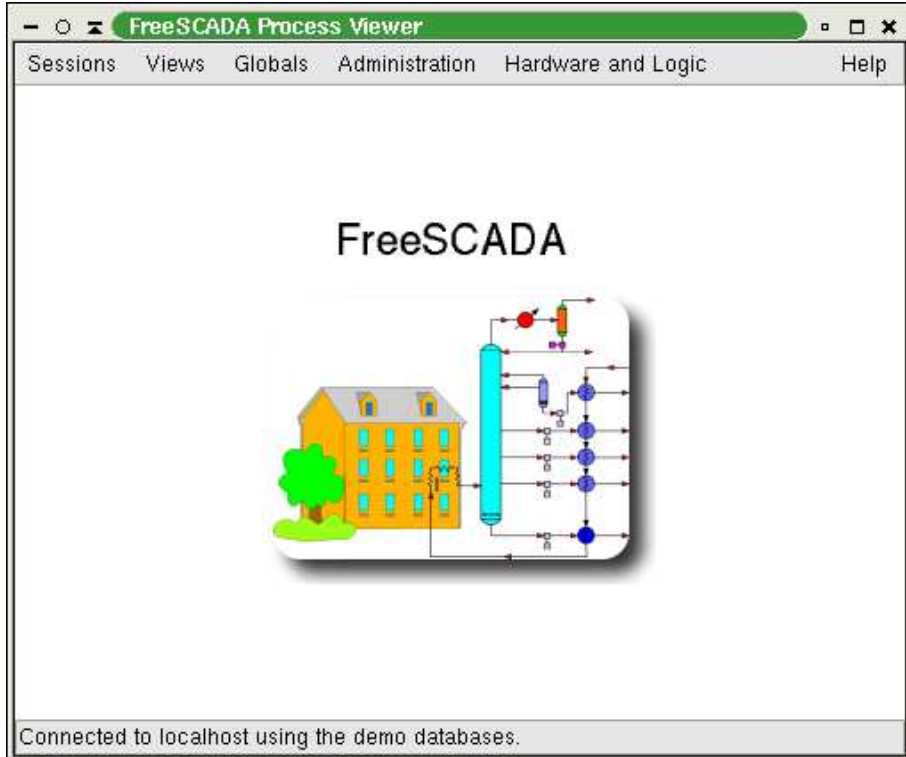 FreeSCADA Process Viewer
Sessions Views Globals Administration Hardware and Logic Help
FreeSCADA
Connected to localhost using the demo databases.